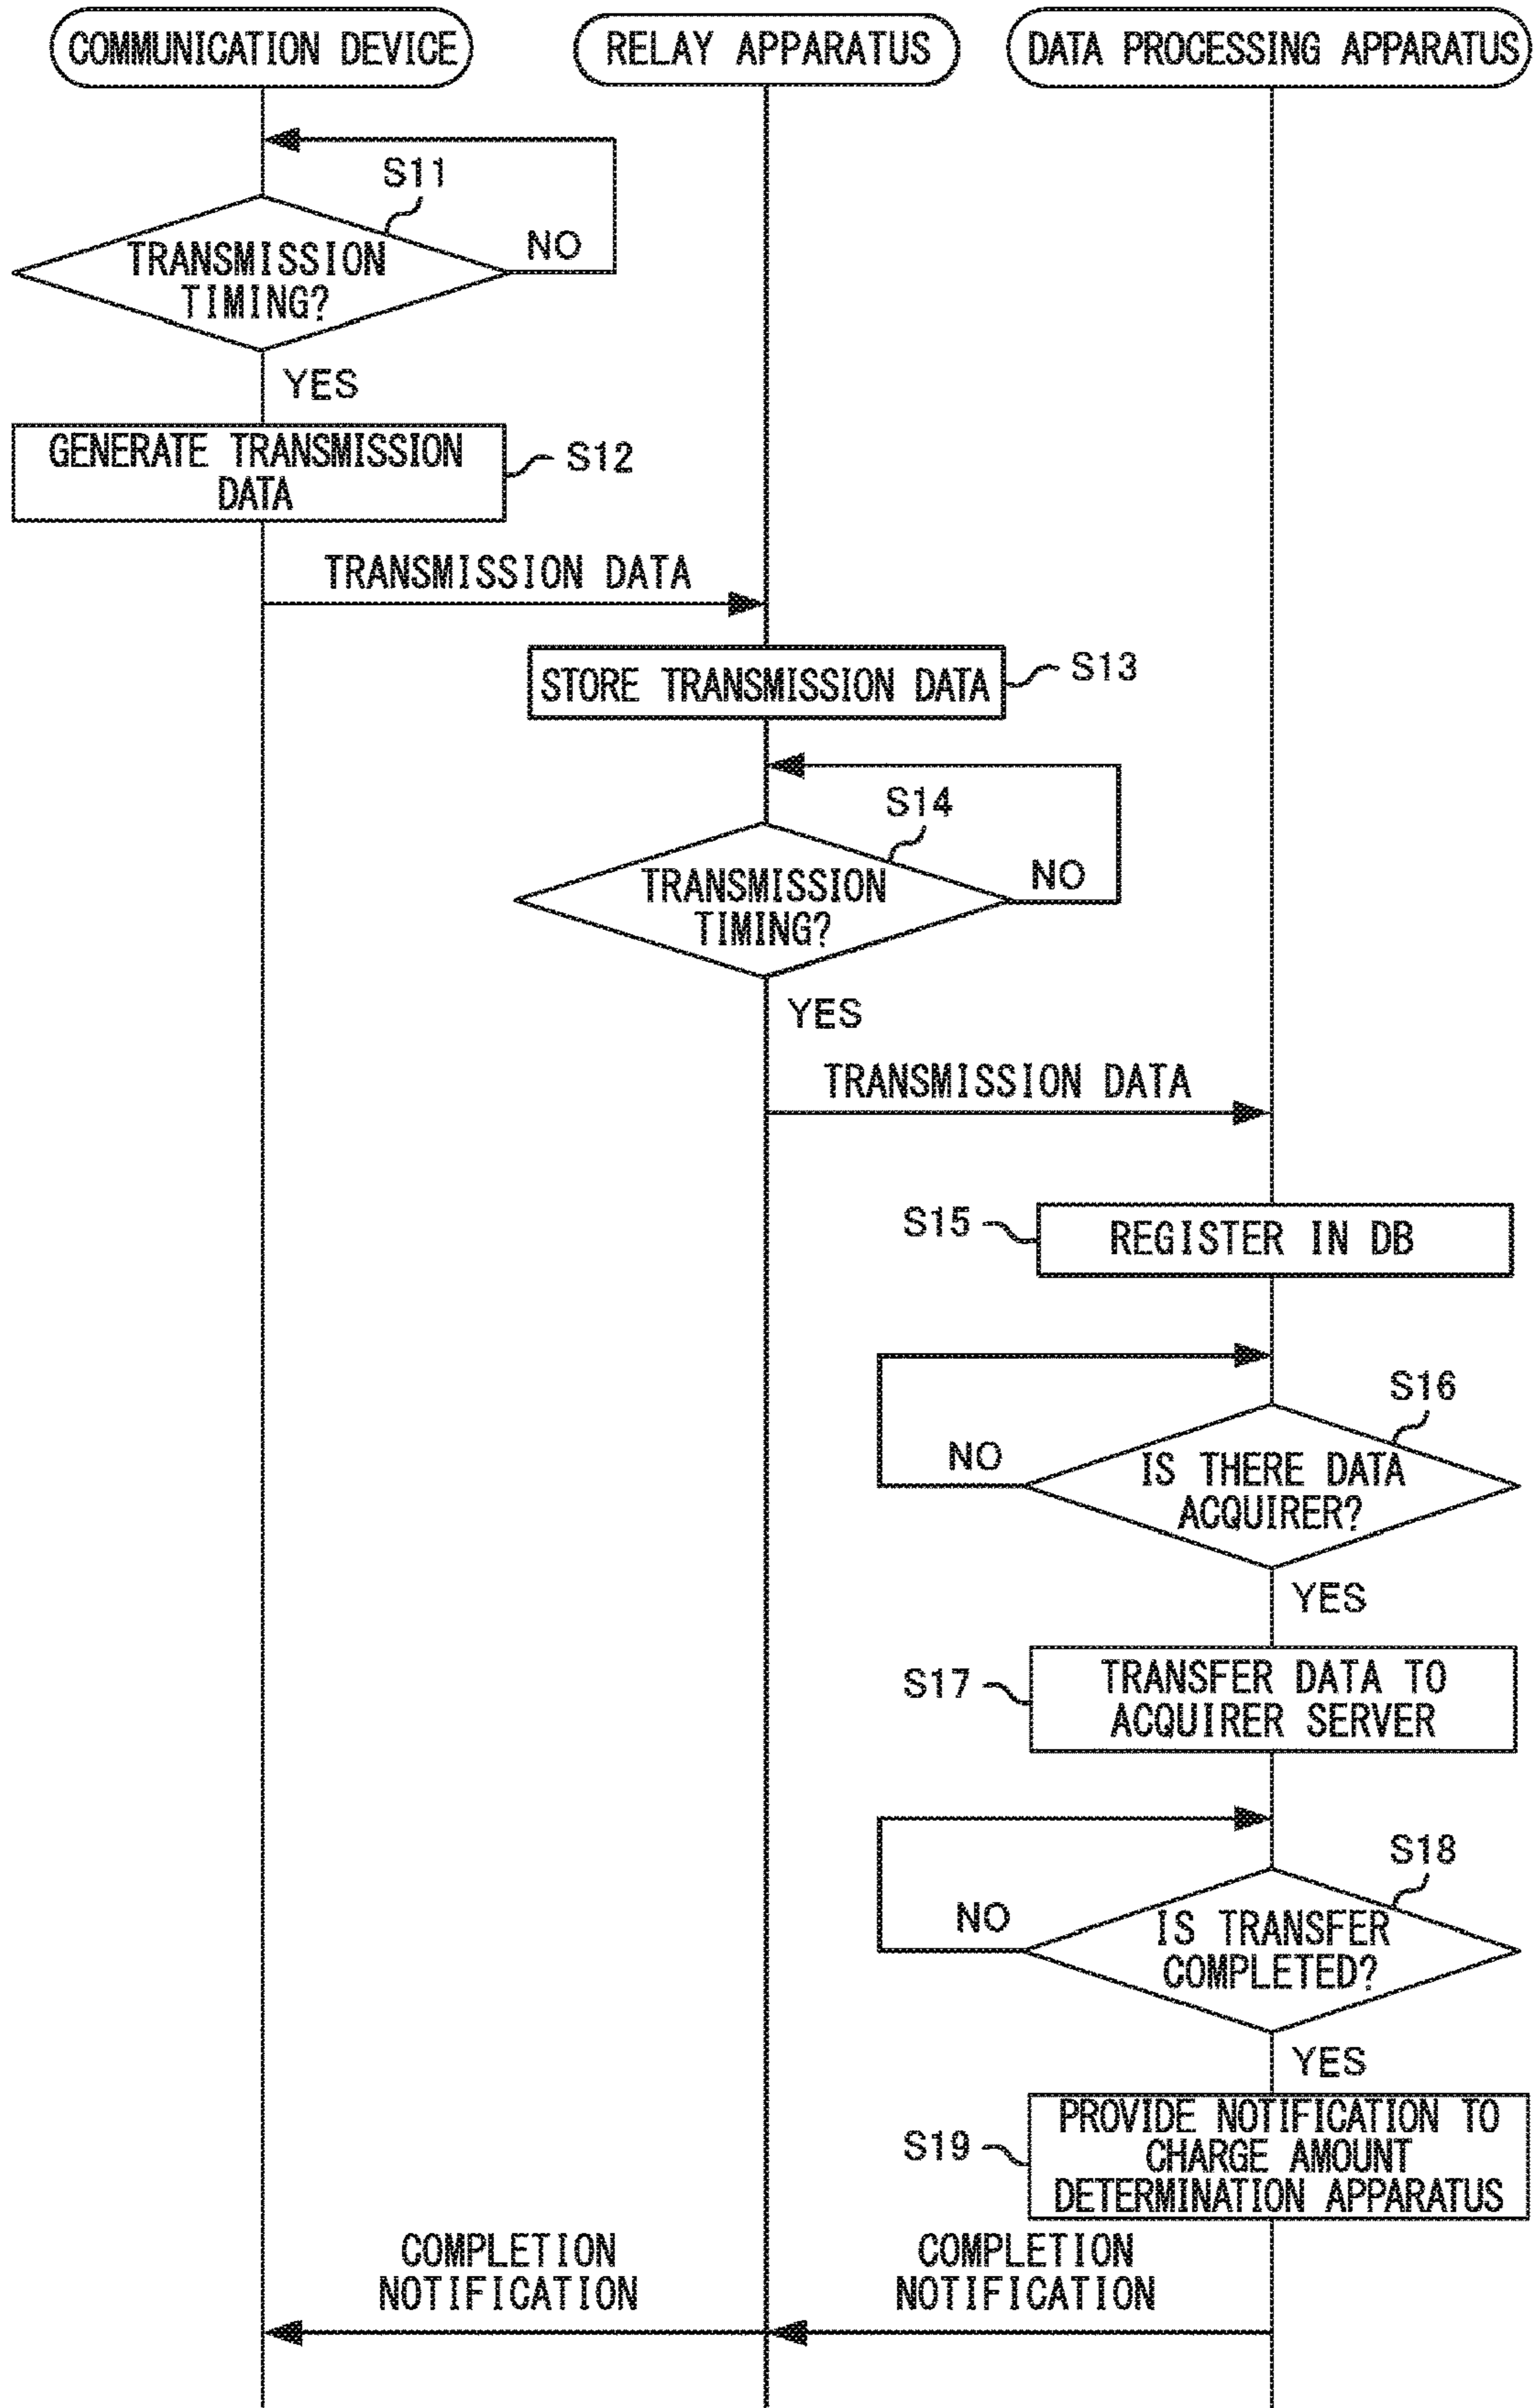 COMMUNICATION DEVICE
RELAY APPARATUS
DATA PROCESSING APPARATUS
S11
TRANSMISSION
TIMING?
NO
YES
GENERATE TRANSMISSION
DATA
S12
TRANSMISSION DATA
STORE TRANSMISSION DATA
S13
S14
TRANSMISSION
TIMING?
NO
YES
TRANSMISSION DATA
S15
REGISTER IN DB
S16
NO
IS THERE DATA
ACQUIRER?
YES
S17
TRANSFER DATA TO
ACQUIRER SERVER
S18
NO
IS TRANSFER
COMPLETED?
YES
S19
PROVIDE NOTIFICATION TO
CHARGE AMOUNT
DETERMINATION APPARATUS
COMPLETION
NOTIFICATION
COMPLETION
NOTIFICATION